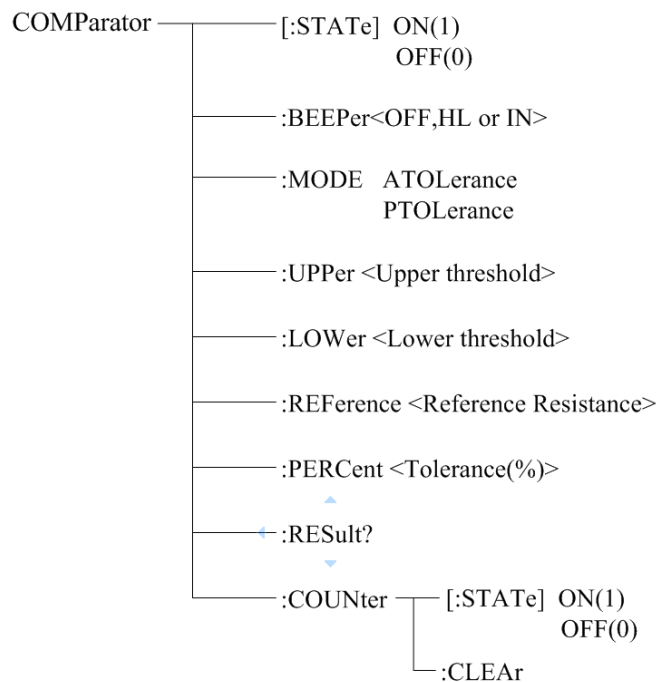 COMParator [:STATe] ON(1)
OFF(0)
:BEEPer<OFF,HL or IN>
:MODE ATOLerance
PTOLerance
:UPPer <Upper threshold>
:LOWer <Lower threshold>
:REFerence <Reference Resistance>
:PERCent <Tolerance(%)>
:RESult?
:COUNter [:STATe] ON(1)
OFF(0)
:CLEAr